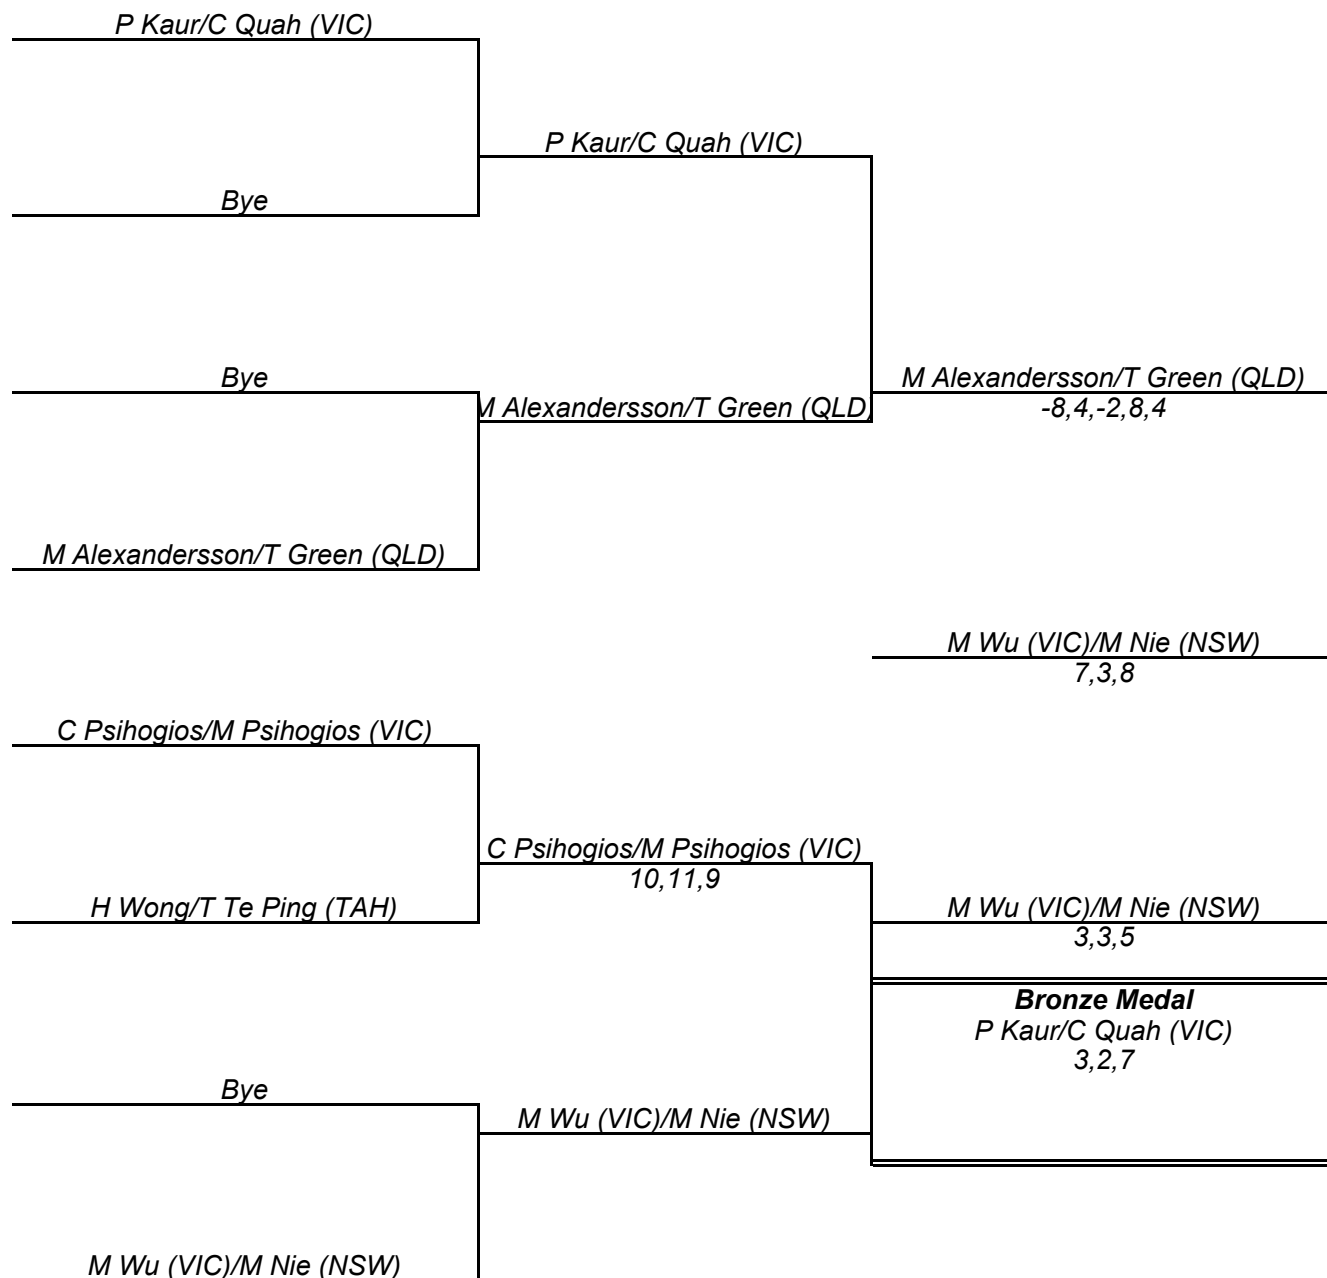 P Kaur/C Quah (VIC)
P Kaur/C Quah (VIC)
Bye
Bye
M Alexandersson/T Green (QLD)
M Alexandersson/T Green (QLD)
-8,4,-2,8,4
M Alexandersson/T Green (QLD)
M Wu (VIC)/M Nie (NSW)
7,3,8
C Psihogios/M Psihogios (VIC)
C Psihogios/M Psihogios (VIC)
10,11,9
H Wong/T Te Ping (TAH)
M Wu (VIC)/M Nie (NSW)
3,3,5
Bronze Medal
P Kaur/C Quah (VIC)
3,2,7
Bye
M Wu (VIC)/M Nie (NSW)
M Wu (VIC)/M Nie (NSW)